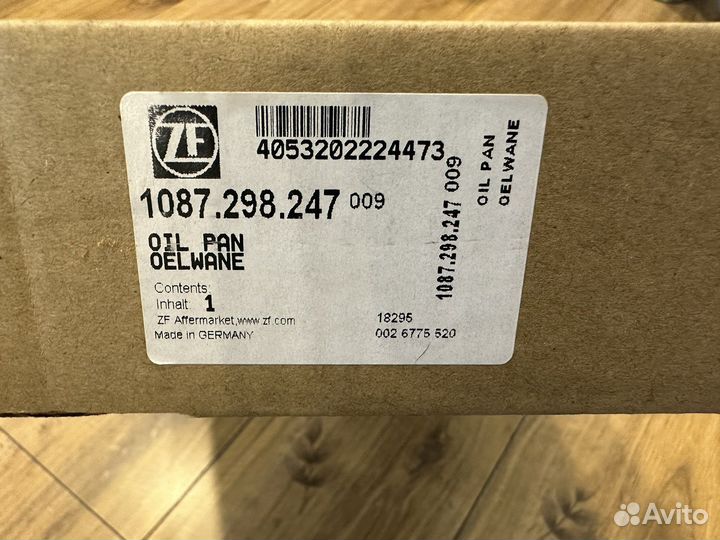 ZF
4053202224473
1087.298.247 009
OIL PAN
OELWANE
Contents:
Inhalt: 1
ZF Affermarket,www.zf.com
Made in GERMANY
18295
002 6775 520
1087.298.247 009
OIL PAN
OELWANE
Avito